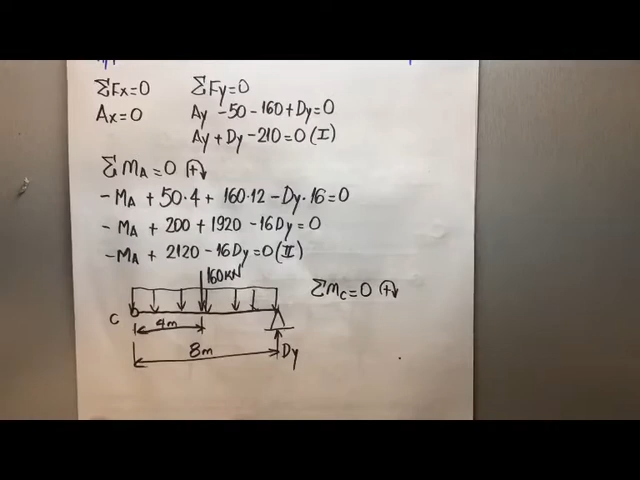 ΣFx=0 ΣFy=0
Ax=0 Ay -50-160+Dy=0
Ay+Dy-210=0 (I)
ΣMA=0 (+)
-MA + 50·4 + 160·12 - Dy·16=0
-MA + 200 + 1920 -16Dy=0
-MA + 2120 -16Dy=0 (II)
160KN
ΣMC=0 (+)
C
4m
8m
Dy